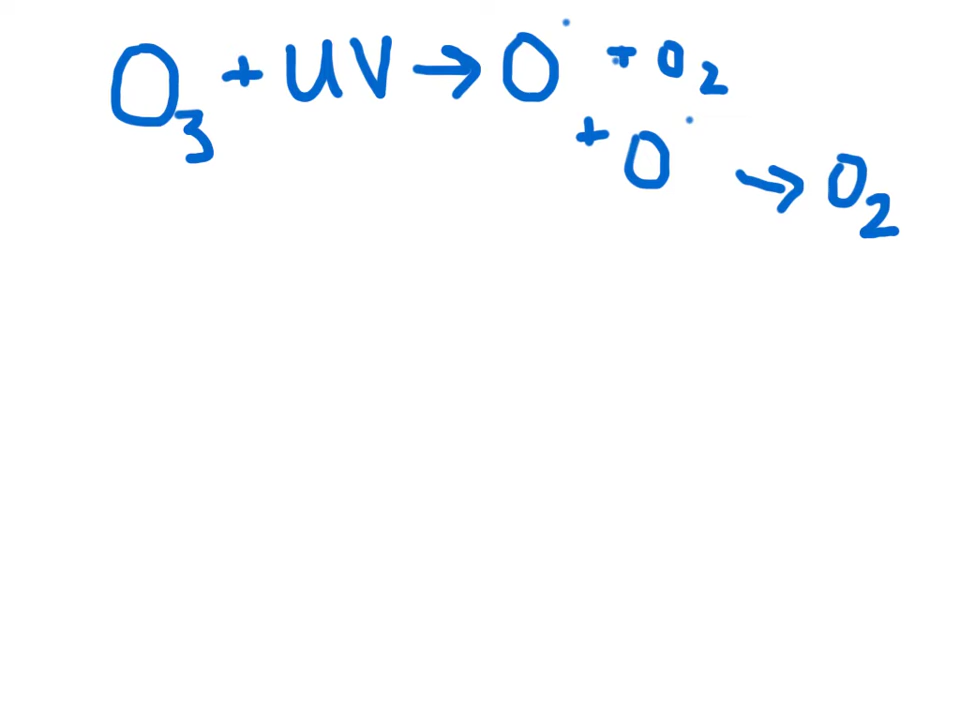 O₃ + UV → O˙ + O₂
+ O˙ → O₂